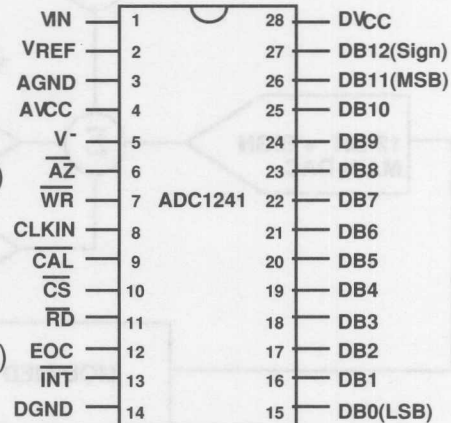 VIN 1 28 DVCC
VREF 2 27 DB12(Sign)
AGND 3 26 DB11(MSB)
AVCC 4 25 DB10
V- 5 24 DB9
AZ 6 23 DB8
WR 7 ADC1241 22 DB7
CLKIN 8 21 DB6
CAL 9 20 DB5
CS 10 19 DB4
RD 11 18 DB3
EOC 12 17 DB2
INT 13 16 DB1
DGND 14 15 DB0(LSB)